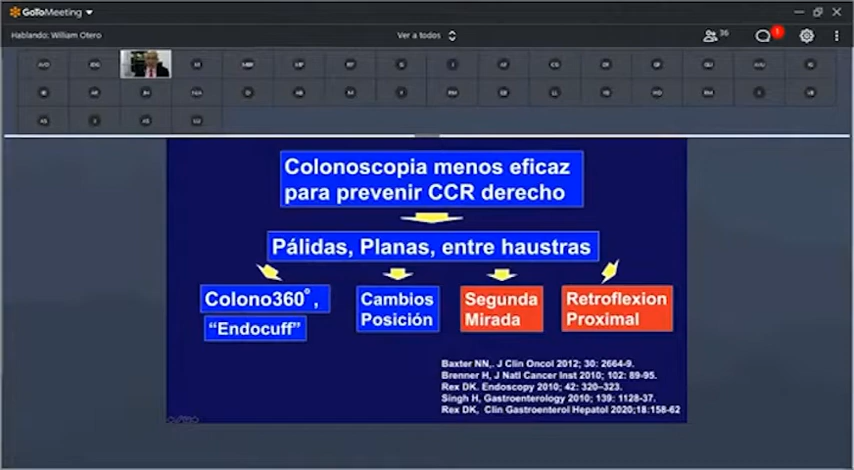 GoToMeeting
Hablando: William Otero
Ver a todos
36
1
Colonoscopia menos eficaz
para prevenir CCR derecho
Pálidas, Planas, entre haustras
Colono360°,
“Endocuff”
Cambios
Posición
Segunda
Mirada
Retroflexion
Proximal
Baxter NN,. J Clin Oncol 2012; 30: 2664-9.
Brenner H, J Natl Cancer Inst 2010; 102: 89-95.
Rex DK. Endoscopy 2010; 42: 320–323.
Singh H, Gastroenterology 2010; 139: 1128-37.
Rex DK, Clin Gastroenterol Hepatol 2020;18:158-62